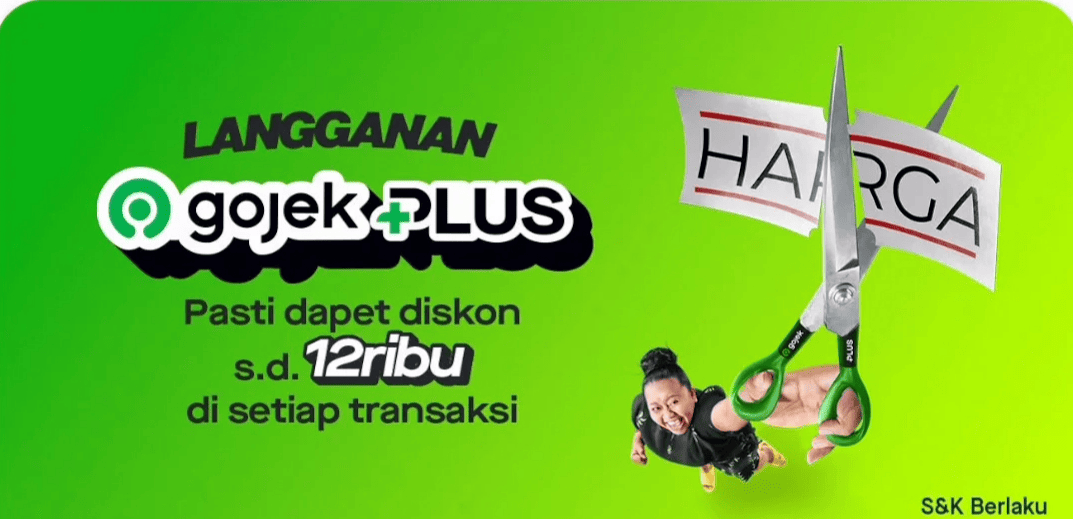 LANGGANAN
gojek PLUS
Pasti dapet diskon
s.d. 12ribu
di setiap transaksi
HARGA
gojek
PLUS
S&K Berlaku